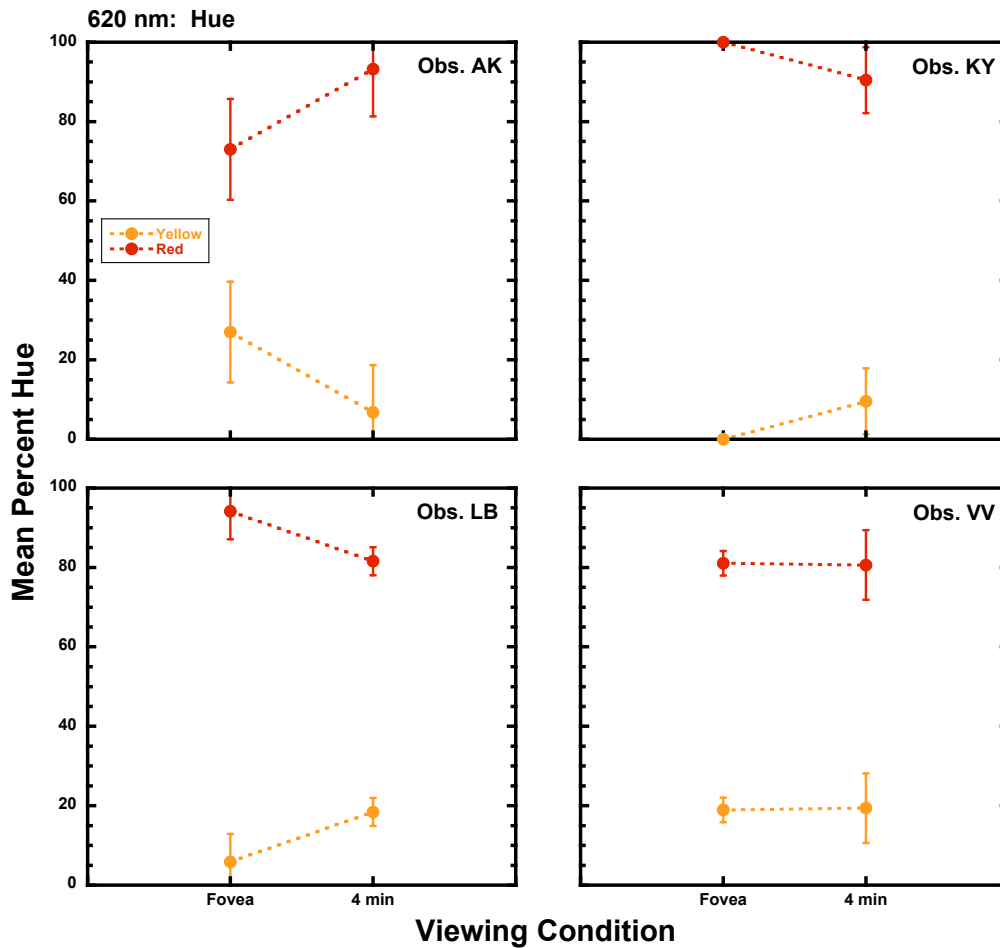 620 nm:  Hue
Mean Percent Hue
100
80
60
40
20
0
Obs. AK
Yellow
Red
Obs. KY
100
80
60
40
20
0
Obs. LB
Obs. VV
Fovea 4 min
Fovea 4 min
Viewing Condition